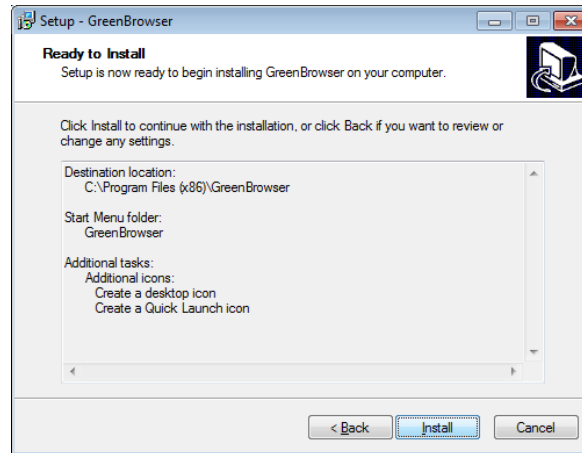 Setup - GreenBrowser
Ready to Install
Setup is now ready to begin installing GreenBrowser on your computer.
Click Install to continue with the installation, or click Back if you want to review or
change any settings.
Destination location:
C:\Program Files (x86)\GreenBrowser
Start Menu folder:
GreenBrowser
Additional tasks:
Additional icons:
Create a desktop icon
Create a Quick Launch icon
< Back
Install
Cancel